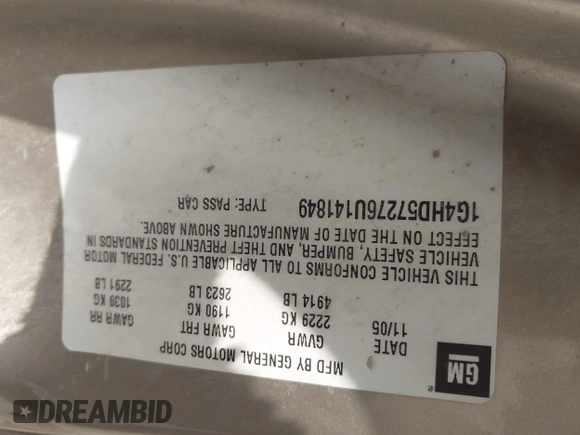 GM
MFD BY GENERAL MOTORS CORP
DATE GVWR GAWR FRT GAWR RR
11/05 2229 KG 1190 KG 1039 KG
4914 LB 2623 LB 2291 LB
THIS VEHICLE CONFORMS TO ALL APPLICABLE U.S. FEDERAL MOTOR
VEHICLE SAFETY, BUMPER, AND THEFT PREVENTION STANDARDS IN
EFFECT ON THE DATE OF MANUFACTURE SHOWN ABOVE.
1G4HD57276U141849 TYPE: PASS CAR
DREAMBID